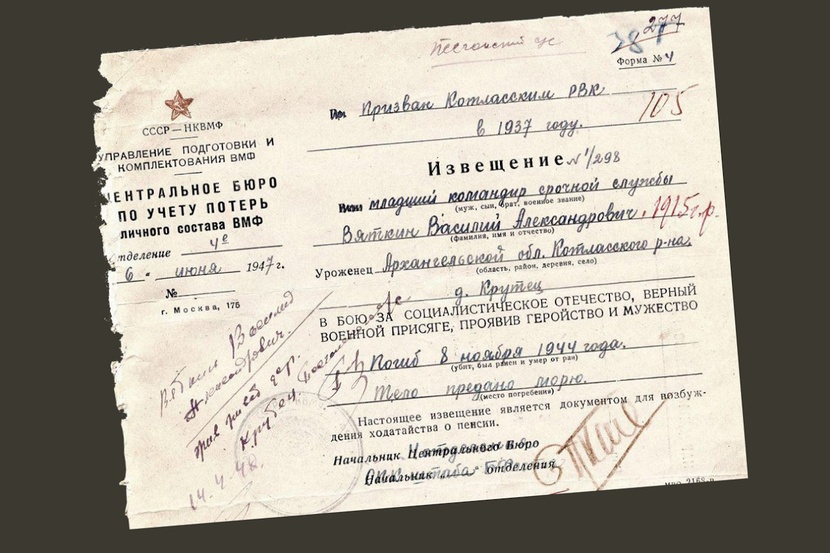 277
Форма № 4
СССР — НКВМФ
УПРАВЛЕНИЕ ПОДГОТОВКИ И
КОМПЛЕКТОВАНИЯ ВМФ
ЦЕНТРАЛЬНОЕ БЮРО
ПО УЧЕТУ ПОТЕРЬ
личного состава ВМФ
отделение 4е
6 " июня 1947 г.
№
г. Москва, 175
Призван Котласским РВК
в 1937 году.
105
Извещение № 1/298
младший командир срочной службы
(муж, сын, брат, военное звание)
Вяткин Василий Александрович. 1915 г.р.
(фамилия, имя и отчество)
Уроженец Архангельской обл. Котласского р-на.
(область, район, деревня, село)
д. Крутец
В БОЮ ЗА СОЦИАЛИСТИЧЕСКОЕ ОТЕЧЕСТВО, ВЕРНЫЙ
ВОЕННОЙ ПРИСЯГЕ, ПРОЯВИВ ГЕРОЙСТВО И МУЖЕСТВО
Погиб 8 ноября 1944 года.
(убит, был ранен и умер от ран)
Тело предано морю.
(место погребения)
Настоящее извещение является документом для возбуж-
дения ходатайства о пенсии.
Начальник Центрального Бюро
Начальник " " отделения
Вяткин Василий
Александрович.
14.4.48.